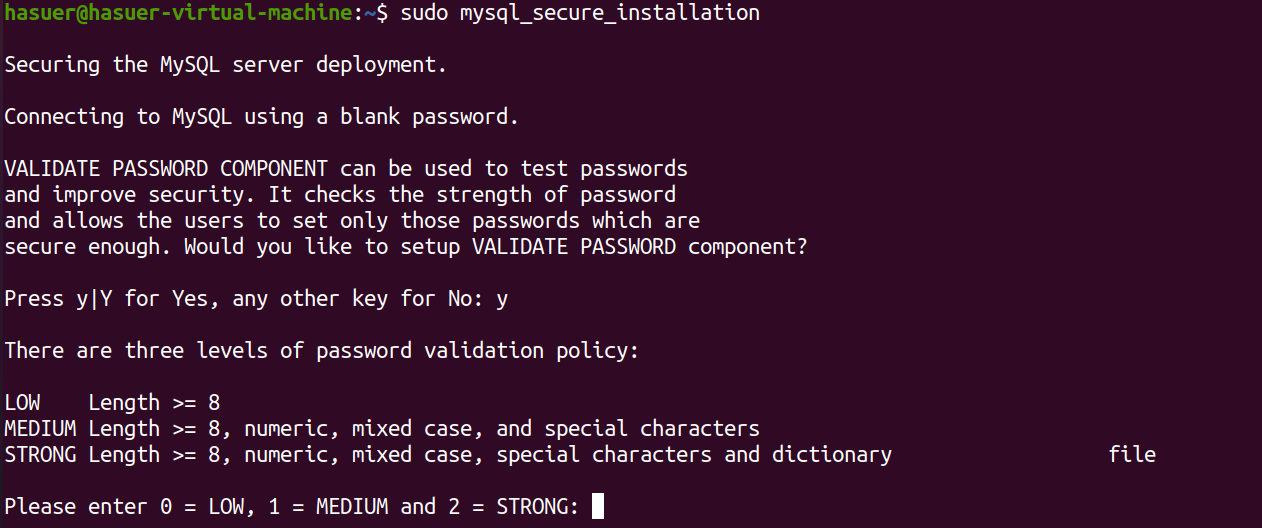 hasuer@hasuer-virtual-machine:~$ sudo mysql_secure_installation
Securing the MySQL server deployment.
Connecting to MySQL using a blank password.
VALIDATE PASSWORD COMPONENT can be used to test passwords
and improve security. It checks the strength of password
and allows the users to set only those passwords which are
secure enough. Would you like to setup VALIDATE PASSWORD component?
Press y|Y for Yes, any other key for No: y
There are three levels of password validation policy:
LOW    Length >= 8
MEDIUM Length >= 8, numeric, mixed case, and special characters
STRONG Length >= 8, numeric, mixed case, special characters and dictionary                  file
Please enter 0 = LOW, 1 = MEDIUM and 2 = STRONG: